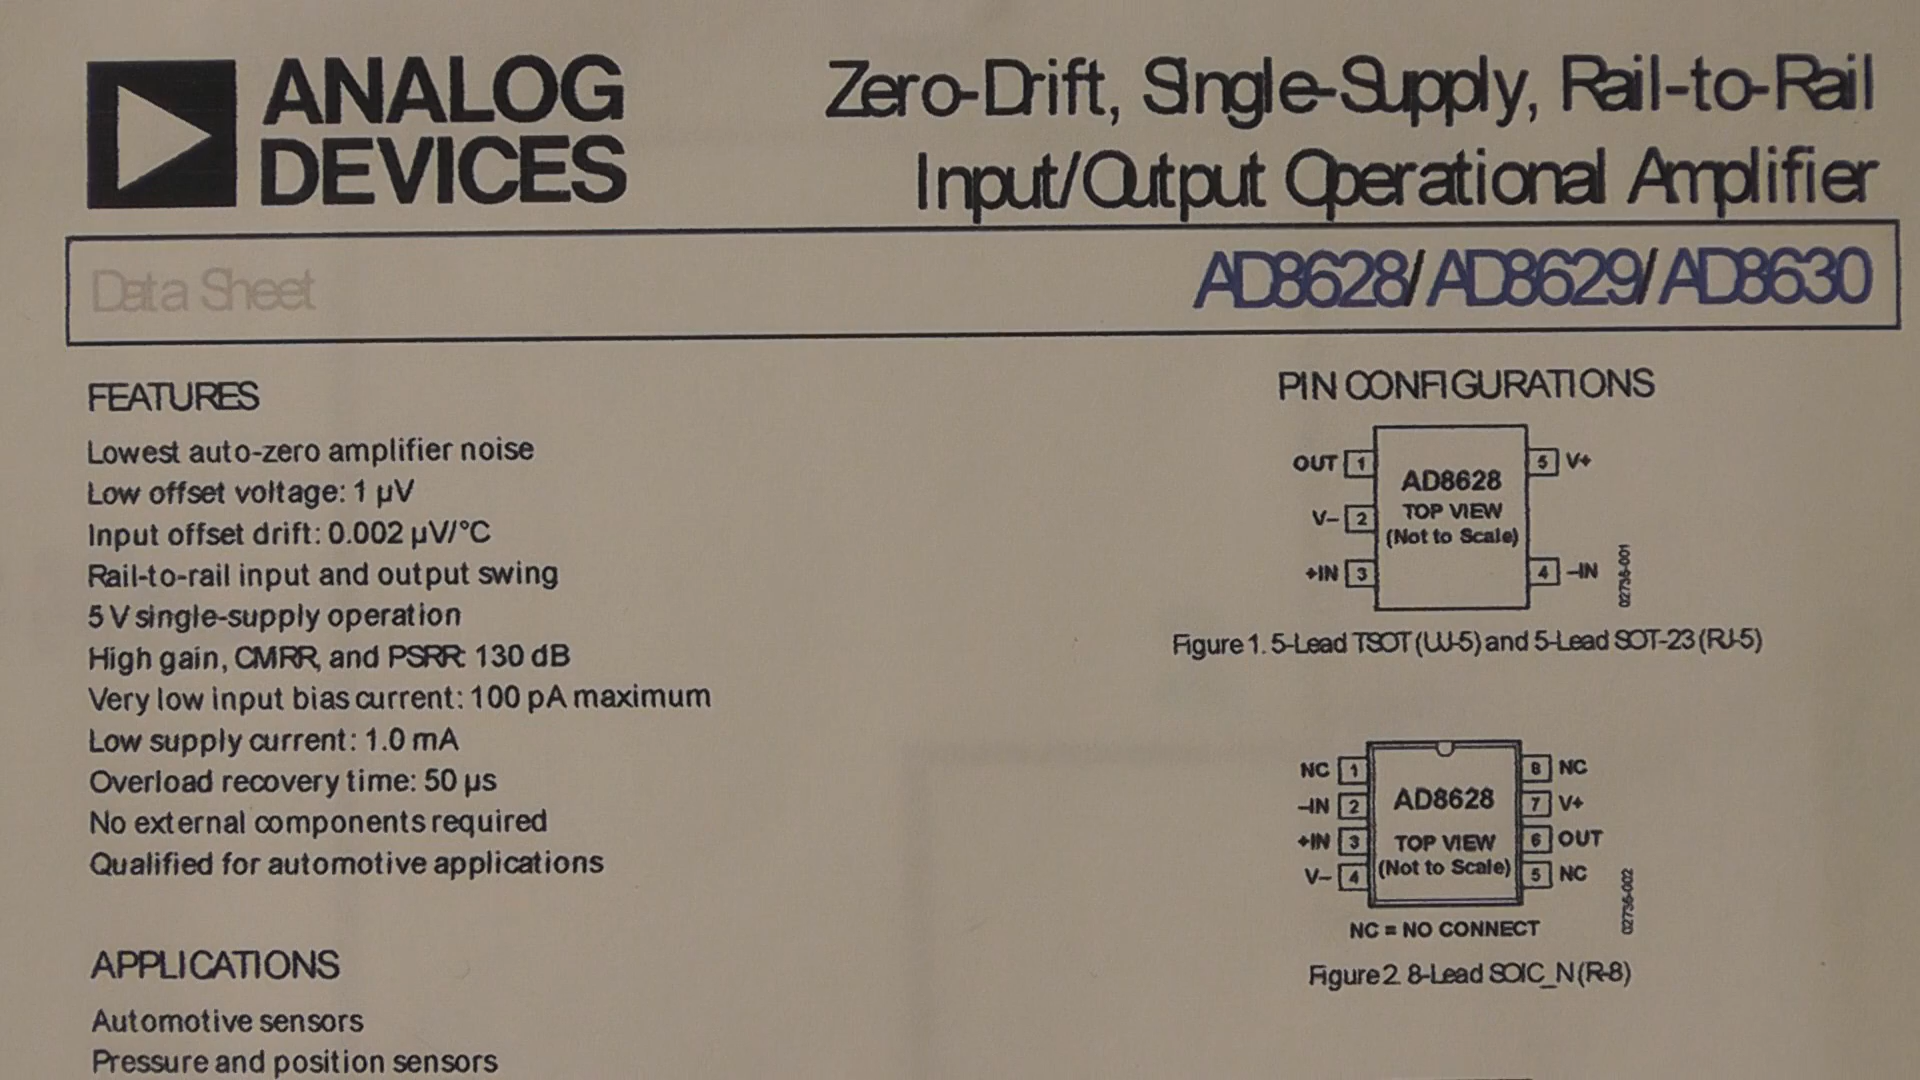 ANALOG
DEVICES
Zero-Drift, Single-Supply, Rail-to-Rail
Input/Output Operational Amplifier
Data Sheet
AD8628/AD8629/AD8630
FEATURES
Lowest auto-zero amplifier noise
Low offset voltage: 1 µV
Input offset drift: 0.002 µV/°C
Rail-to-rail input and output swing
5 V single-supply operation
High gain, CMRR, and PSRR: 130 dB
Very low input bias current: 100 pA maximum
Low supply current: 1.0 mA
Overload recovery time: 50 µs
No external components required
Qualified for automotive applications
APPLICATIONS
Automotive sensors
Pressure and position sensors
PIN CONFIGURATIONS
OUT 1
V– 2
+IN 3
AD8628
TOP VIEW
(Not to Scale)
5 V+
4 –IN
02735-001
Figure 1. 5-Lead TSOT (UJ-5) and 5-Lead SOT-23 (RJ-5)
NC 1
–IN 2
+IN 3
V– 4
AD8628
TOP VIEW
(Not to Scale)
8 NC
7 V+
6 OUT
5 NC
NC = NO CONNECT
02735-002
Figure 2. 8-Lead SOIC_N (R-8)